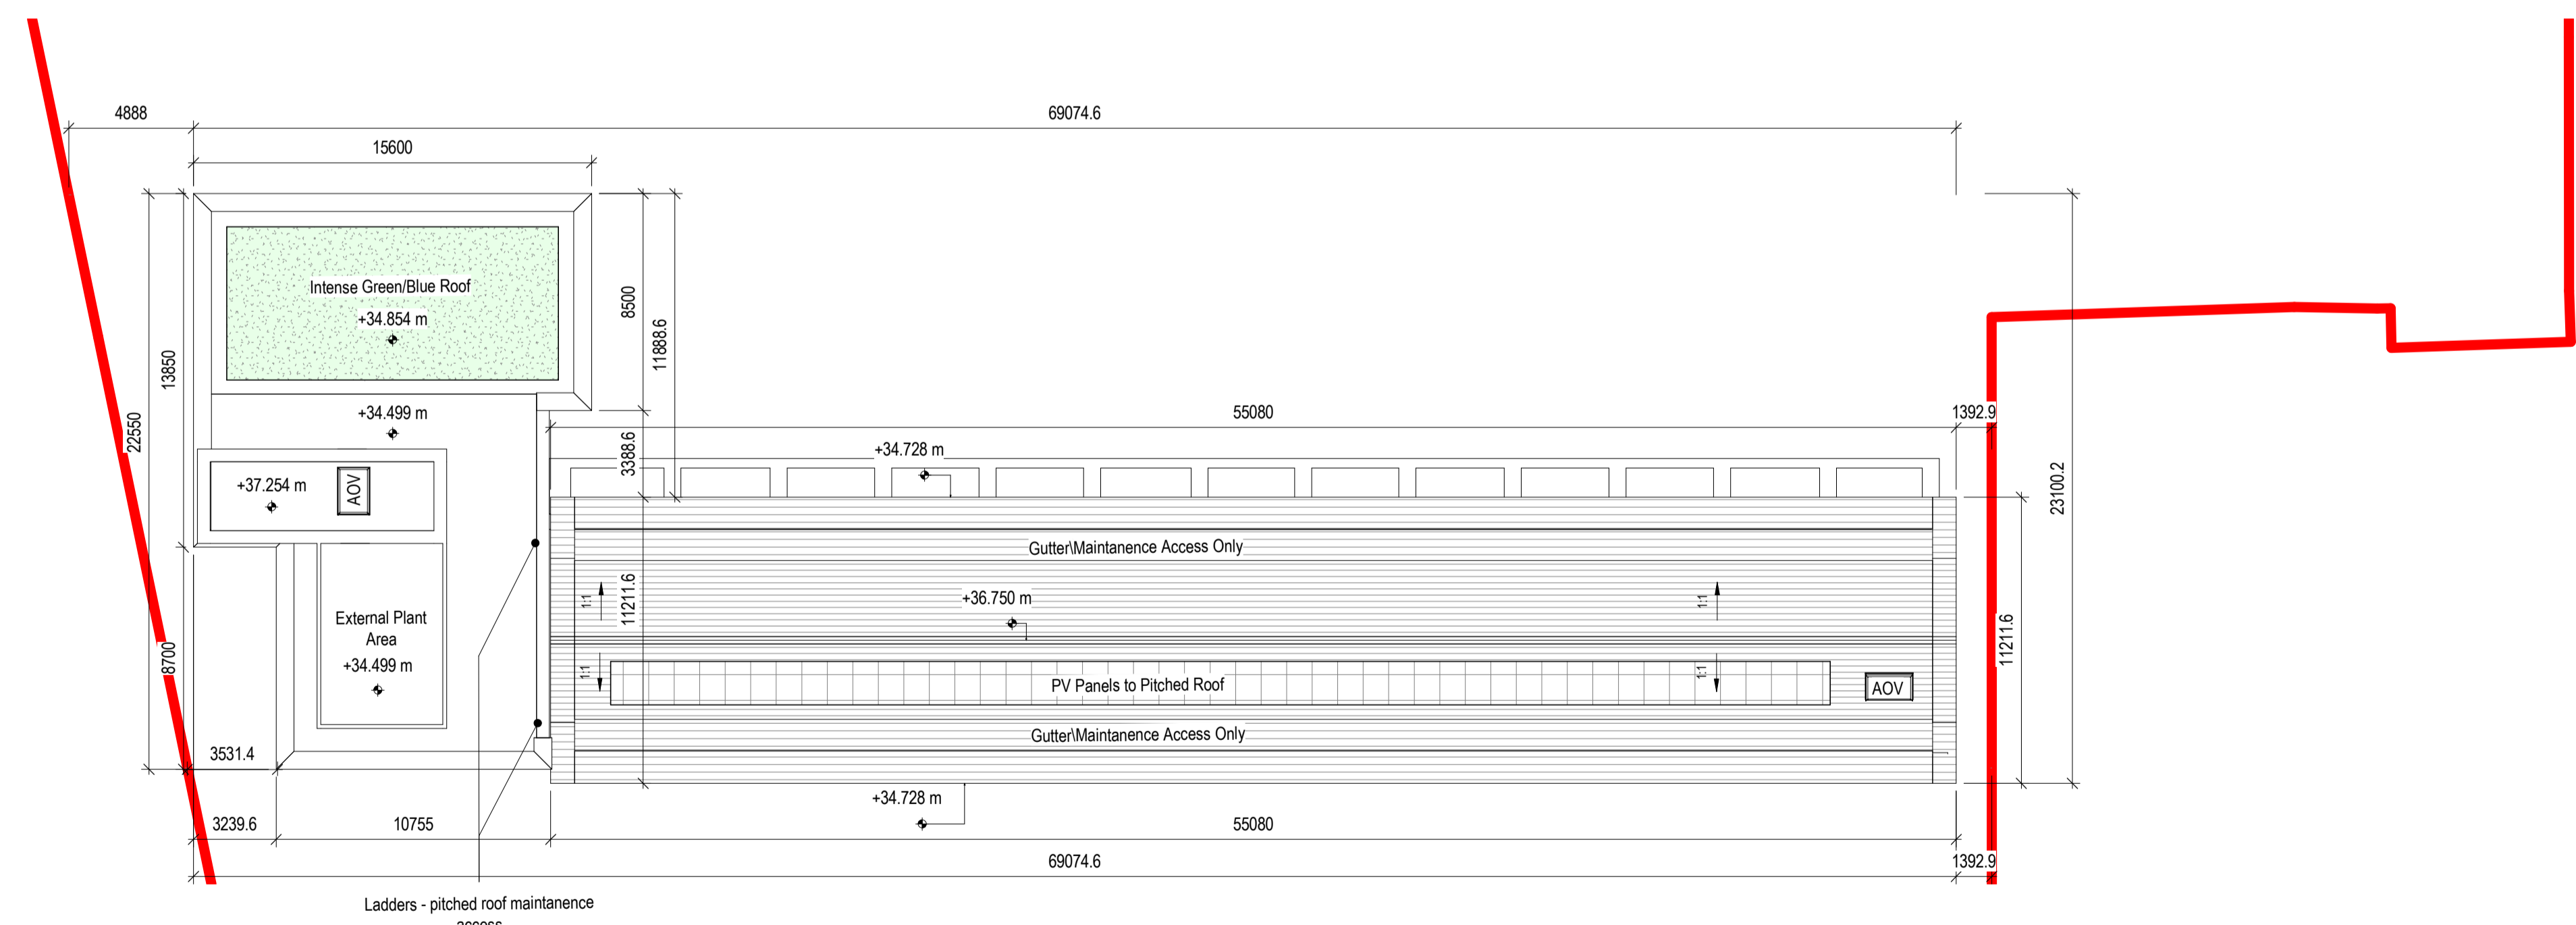 4888
69074.6
15600
Intense Green/Blue Roof
+34.854 m
8500
11888.6
13850
22550
+34.499 m
55080
1392.9
+34.728 m
3388.6
23100.2
+37.254 m
AOV
Gutter\Maintanence Access Only
1:1
11211.6
+36.750 m
1:1
11211.6
External Plant
Area
+34.499 m
8700
1:1
PV Panels to Pitched Roof
1:1
AOV
Gutter\Maintanence Access Only
3531.4
+34.728 m
3239.6
10755
55080
69074.6
1392.9
Ladders - pitched roof maintanence
access